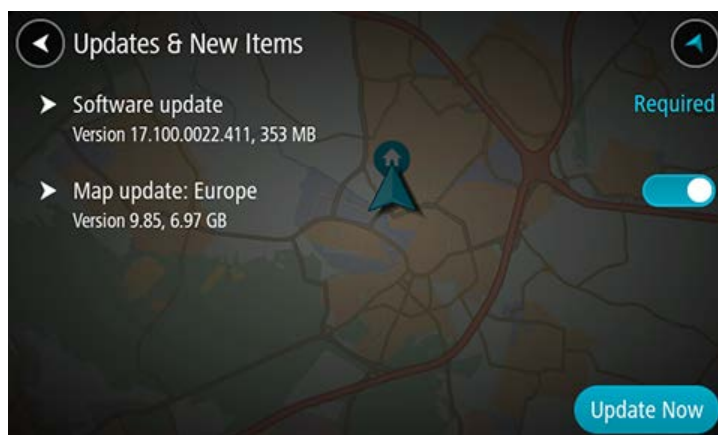 Updates & New Items
Software update
Required
Version 17.100.0022.411, 353 MB
Map update: Europe
Version 9.85, 6.97 GB
Update Now